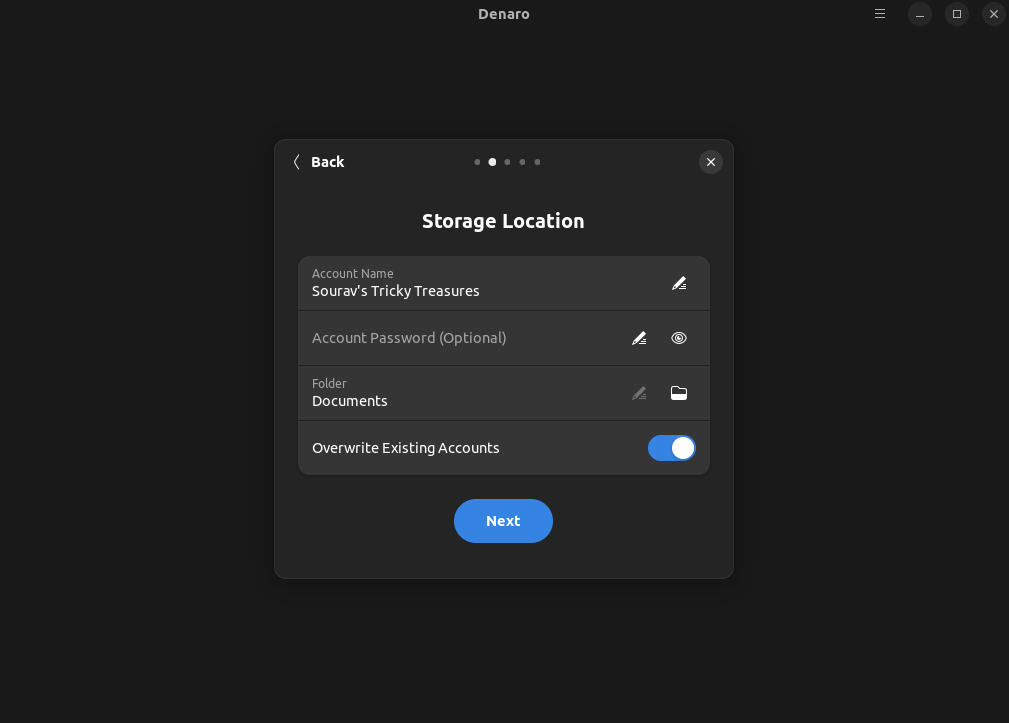 Denaro
Back
Storage Location
Account Name
Sourav's Tricky Treasures
Account Password (Optional)
Folder
Documents
Overwrite Existing Accounts
Next